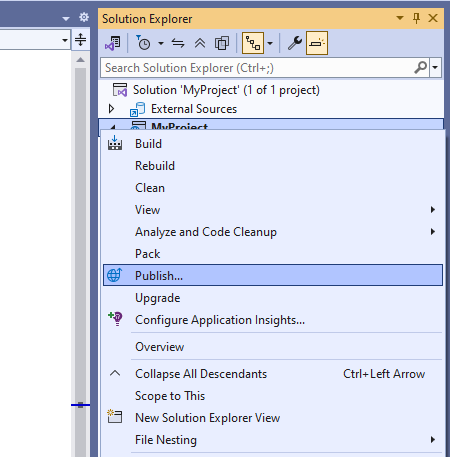 Solution Explorer
Search Solution Explorer (Ctrl+;)
Solution 'MyProject' (1 of 1 project)
External Sources
MyProject
Build
Rebuild
Clean
View
Analyze and Code Cleanup
Pack
Publish...
Upgrade
Configure Application Insights...
Overview
Collapse All Descendants Ctrl+Left Arrow
Scope to This
New Solution Explorer View
File Nesting